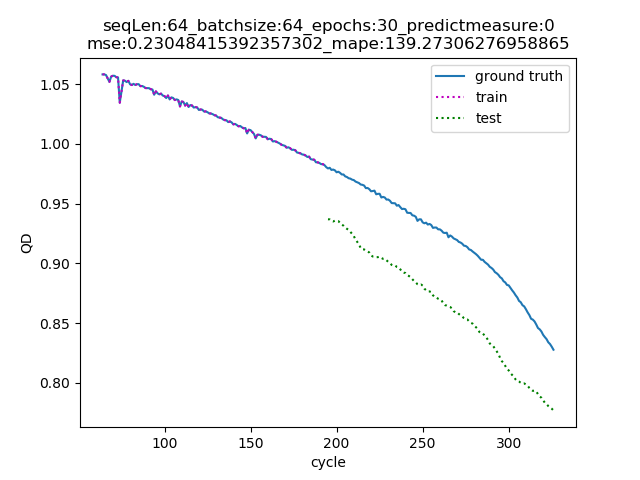 seqLen:64_batchsize:64_epochs:30_predictmeasure:0
mse:0.23048415392357302_mape:139.27306276958865
ground truth
train
test
1.05
1.00
0.95
0.90
0.85
0.80
QD
100 150 200 250 300
cycle